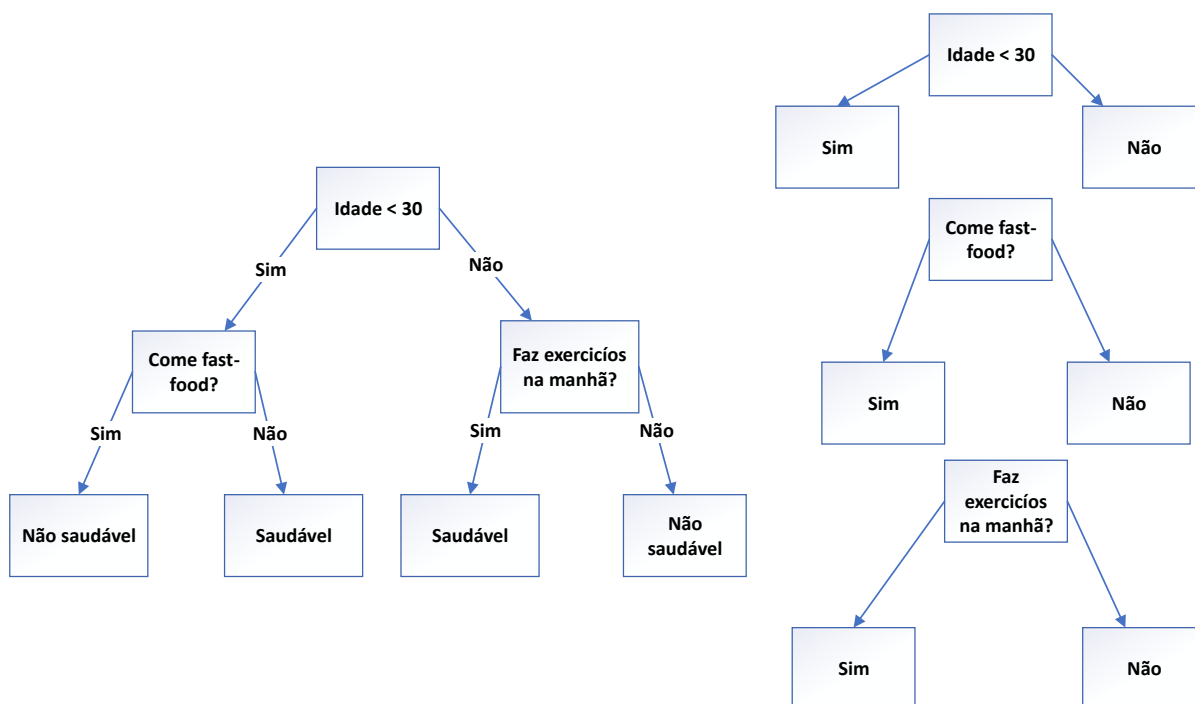 Idade < 30
Sim
Não
Come fast-
food?
Faz exercicíos
na manhã?
Sim
Não
Sim
Não
Não saudável
Saudável
Saudável
Não
saudável
Idade < 30
Sim
Não
Come fast-
food?
Sim
Não
Faz
exercicíos
na manhã?
Sim
Não